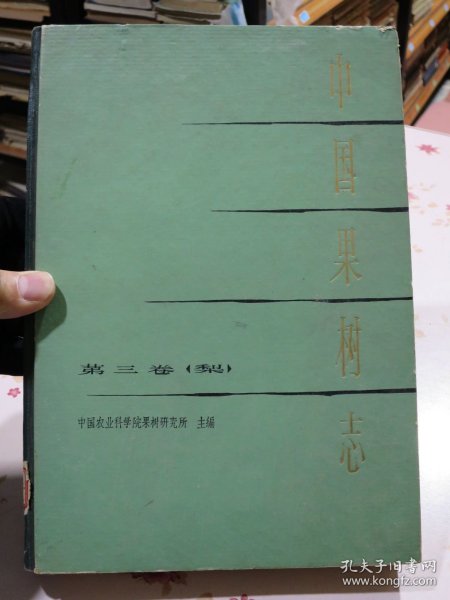 中国果树志
第三卷（梨）
中国农业科学院果树研究所 主编
孔夫子旧书网
www.kongfz.com